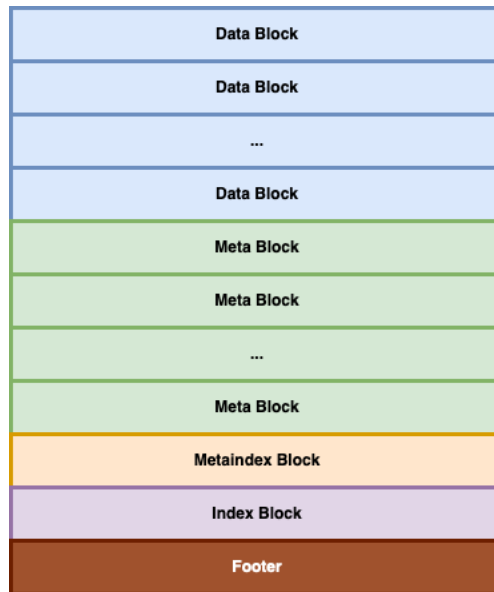 Data Block
Data Block
...
Data Block
Meta Block
Meta Block
...
Meta Block
Metaindex Block
Index Block
Footer